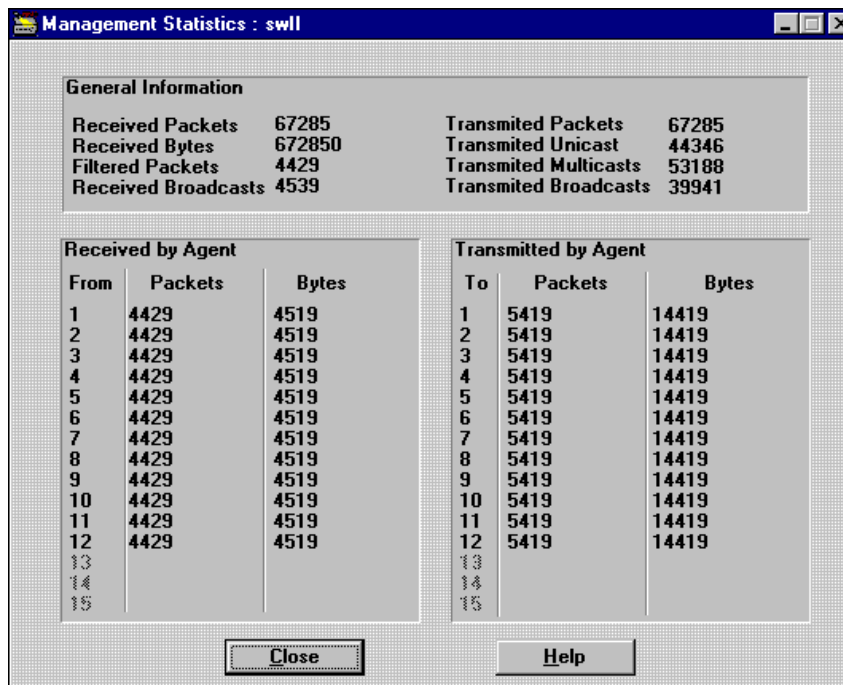 Management Statistics : swII
General Information
Received Packets 67285 Transmited Packets 67285
Received Bytes 672850 Transmited Unicast 44346
Filtered Packets 4429 Transmited Multicasts 53188
Received Broadcasts 4539 Transmited Broadcasts 39941
Received by Agent
From Packets Bytes
1 4429 4519
2 4429 4519
3 4429 4519
4 4429 4519
5 4429 4519
6 4429 4519
7 4429 4519
8 4429 4519
9 4429 4519
10 4429 4519
11 4429 4519
12 4429 4519
13
14
15
Transmitted by Agent
To Packets Bytes
1 5419 14419
2 5419 14419
3 5419 14419
4 5419 14419
5 5419 14419
6 5419 14419
7 5419 14419
8 5419 14419
9 5419 14419
10 5419 14419
11 5419 14419
12 5419 14419
13
14
15
Close Help